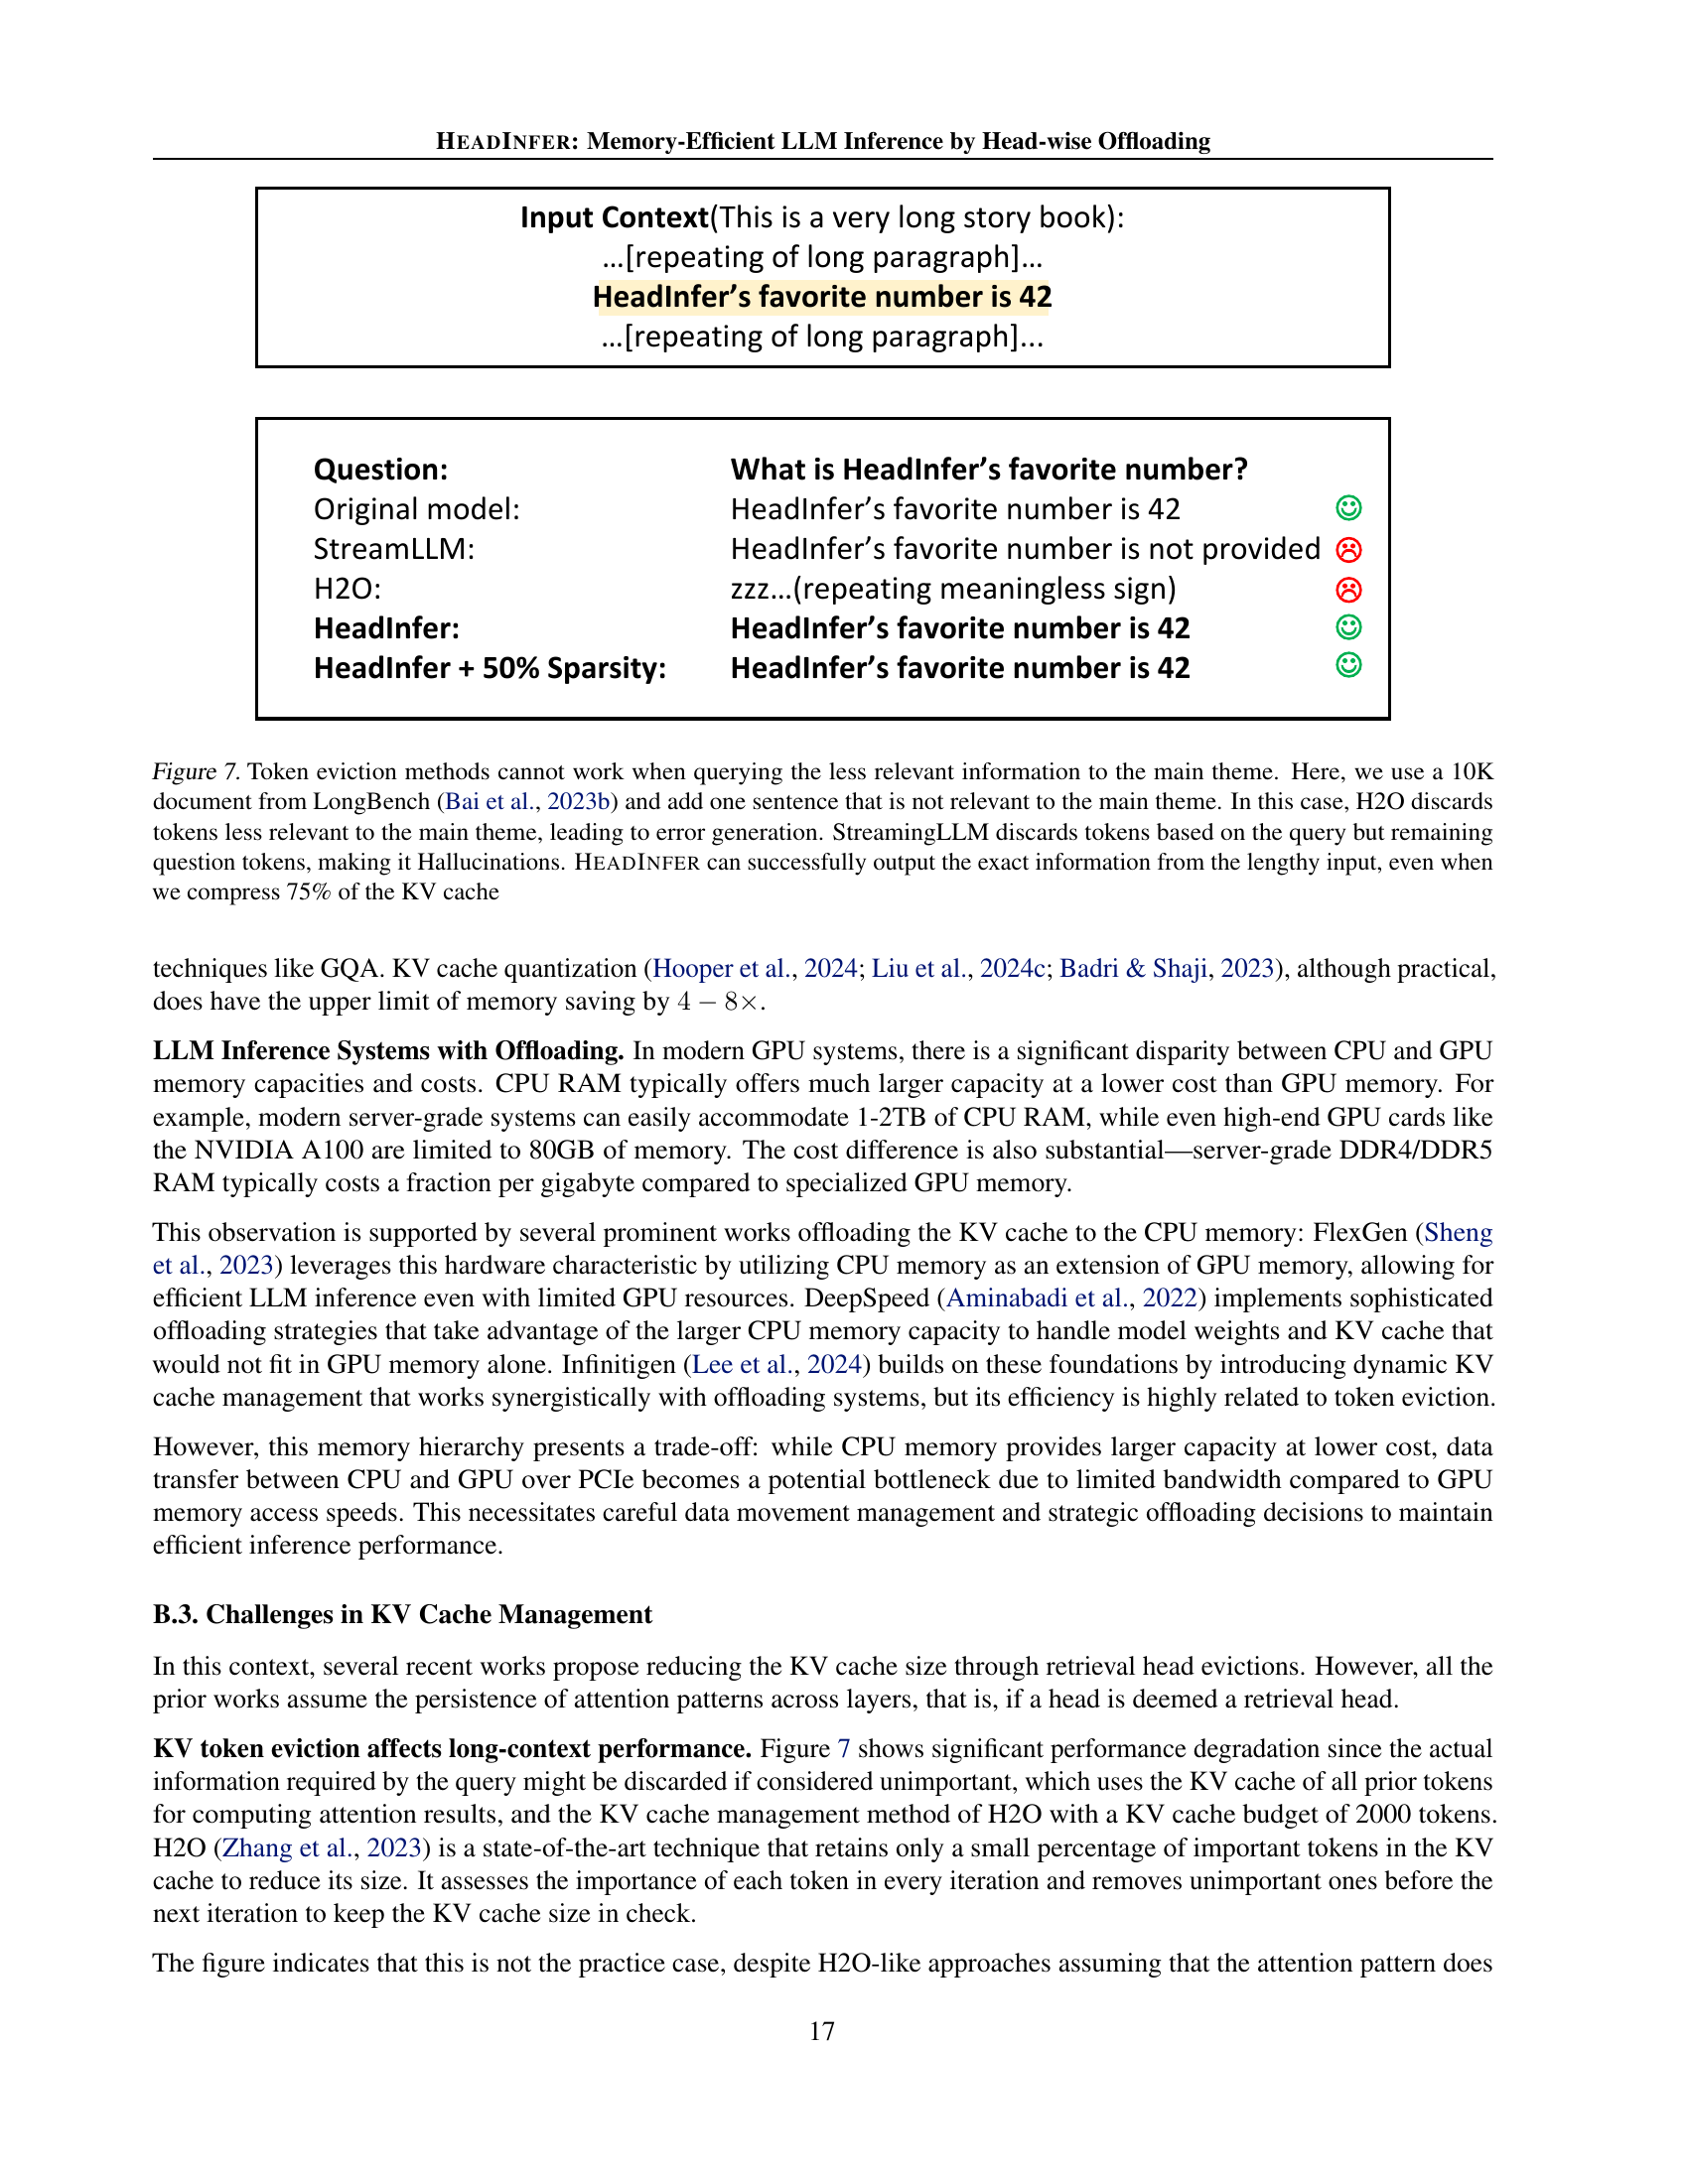 HEADINFER: Memory-Efficient LLM Inference by Head-wise Offloading
Input Context(This is a very long story book):
...[repeating of long paragraph]...
HeadInfer’s favorite number is 42
...[repeating of long paragraph]...
Question: What is HeadInfer’s favorite number?
Original model: HeadInfer’s favorite number is 42
StreamLLM: HeadInfer’s favorite number is not provided
H2O: zzz...(repeating meaningless sign)
HeadInfer: HeadInfer’s favorite number is 42
HeadInfer + 50% Sparsity: HeadInfer’s favorite number is 42
Figure 7. Token eviction methods cannot work when querying the less relevant information to the main theme. Here, we use a 10K
document from LongBench (Bai et al., 2023b) and add one sentence that is not relevant to the main theme. In this case, H2O discards
tokens less relevant to the main theme, leading to error generation. StreamingLLM discards tokens based on the query but remaining
question tokens, making it Hallucinations. HEADINFER can successfully output the exact information from the lengthy input, even when
we compress 75% of the KV cache
techniques like GQA. KV cache quantization (Hooper et al., 2024; Liu et al., 2024c; Badri & Shaji, 2023), although practical,
does have the upper limit of memory saving by 4 − 8×.
LLM Inference Systems with Offloading. In modern GPU systems, there is a significant disparity between CPU and GPU
memory capacities and costs. CPU RAM typically offers much larger capacity at a lower cost than GPU memory. For
example, modern server-grade systems can easily accommodate 1-2TB of CPU RAM, while even high-end GPU cards like
the NVIDIA A100 are limited to 80GB of memory. The cost difference is also substantial—server-grade DDR4/DDR5
RAM typically costs a fraction per gigabyte compared to specialized GPU memory.
This observation is supported by several prominent works offloading the KV cache to the CPU memory: FlexGen (Sheng
et al., 2023) leverages this hardware characteristic by utilizing CPU memory as an extension of GPU memory, allowing for
efficient LLM inference even with limited GPU resources. DeepSpeed (Aminabadi et al., 2022) implements sophisticated
offloading strategies that take advantage of the larger CPU memory capacity to handle model weights and KV cache that
would not fit in GPU memory alone. Infinitigen (Lee et al., 2024) builds on these foundations by introducing dynamic KV
cache management that works synergistically with offloading systems, but its efficiency is highly related to token eviction.
However, this memory hierarchy presents a trade-off: while CPU memory provides larger capacity at lower cost, data
transfer between CPU and GPU over PCIe becomes a potential bottleneck due to limited bandwidth compared to GPU
memory access speeds. This necessitates careful data movement management and strategic offloading decisions to maintain
efficient inference performance.
B.3. Challenges in KV Cache Management
In this context, several recent works propose reducing the KV cache size through retrieval head evictions. However, all the
prior works assume the persistence of attention patterns across layers, that is, if a head is deemed a retrieval head.
KV token eviction affects long-context performance. Figure 7 shows significant performance degradation since the actual
information required by the query might be discarded if considered unimportant, which uses the KV cache of all prior tokens
for computing attention results, and the KV cache management method of H2O with a KV cache budget of 2000 tokens.
H2O (Zhang et al., 2023) is a state-of-the-art technique that retains only a small percentage of important tokens in the KV
cache to reduce its size. It assesses the importance of each token in every iteration and removes unimportant ones before the
next iteration to keep the KV cache size in check.
The figure indicates that this is not the practice case, despite H2O-like approaches assuming that the attention pattern does
17